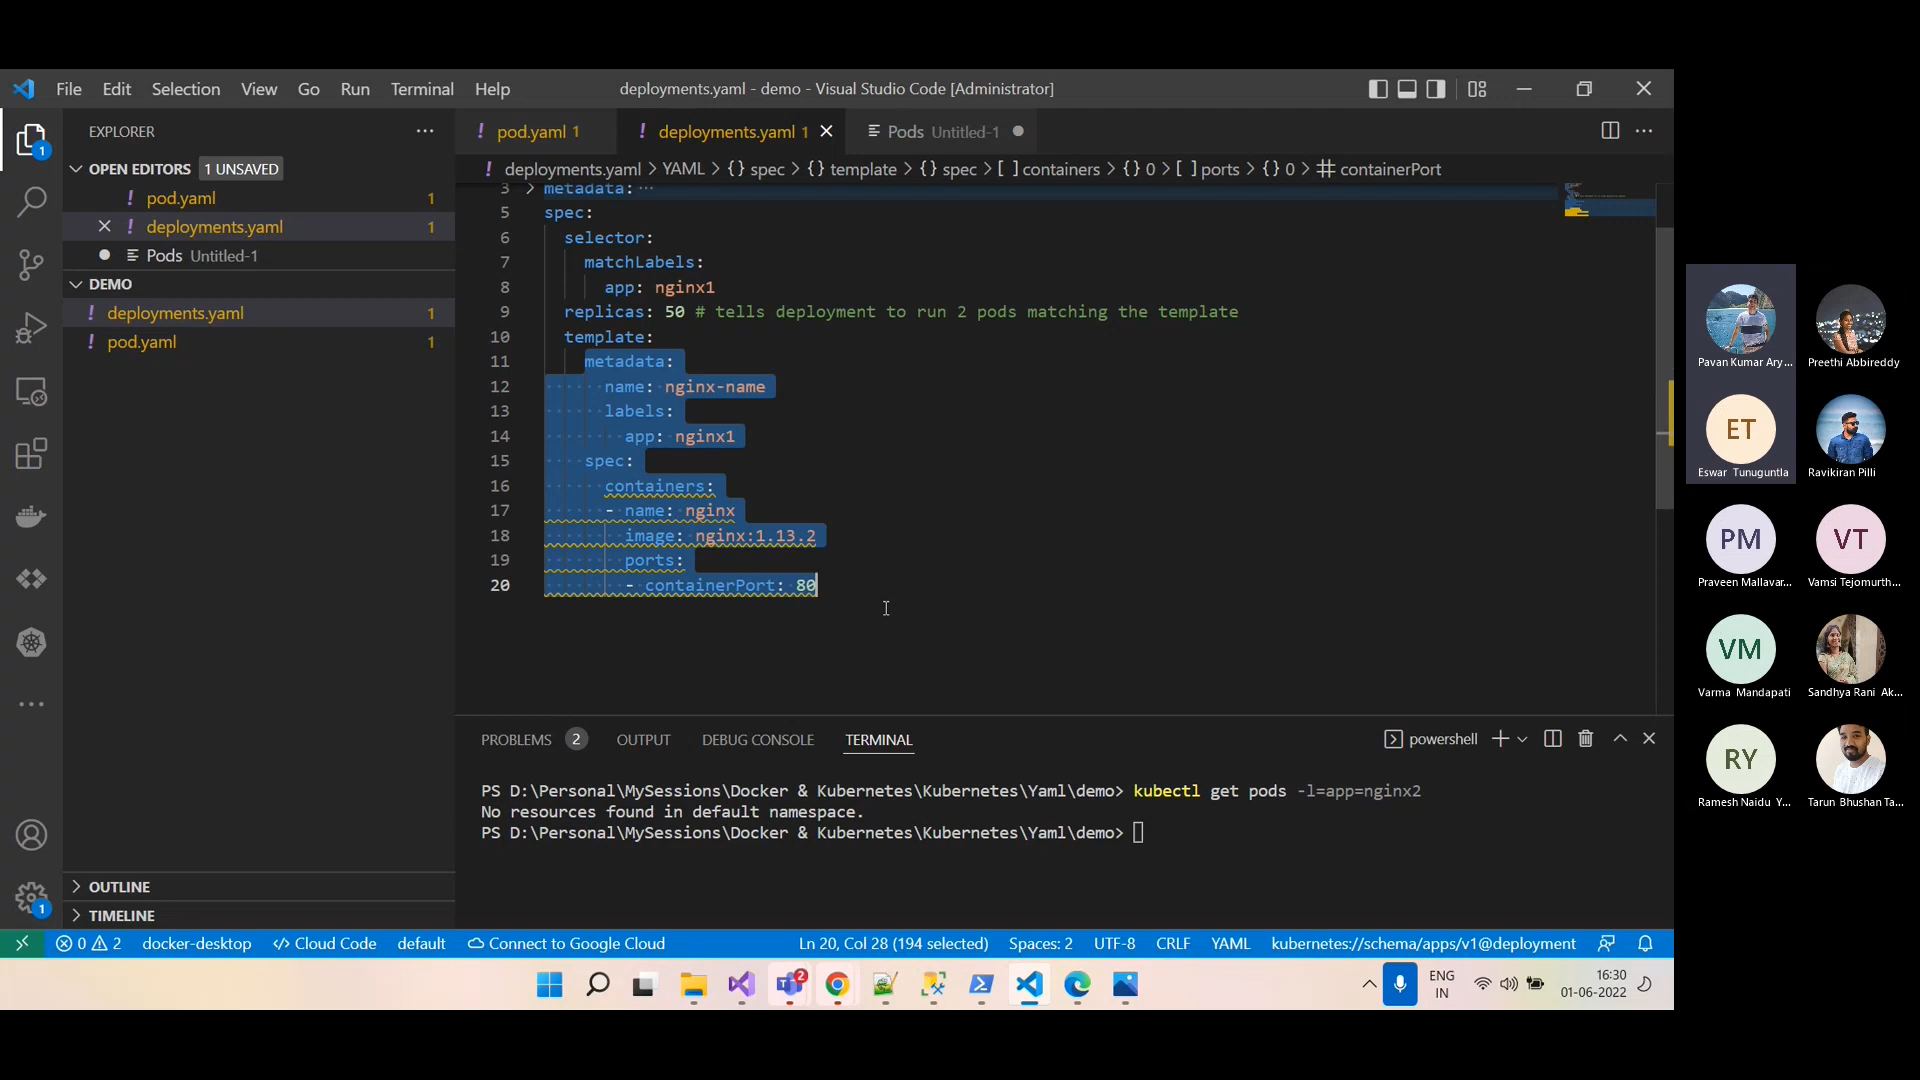 File Edit Selection View Go Run Terminal Help
deployments.yaml - demo - Visual Studio Code [Administrator]
EXPLORER
pod.yaml 1
deployments.yaml 1
Pods Untitled-1
OPEN EDITORS 1 UNSAVED
pod.yaml 1
deployments.yaml 1
Pods Untitled-1
DEMO
deployments.yaml 1
pod.yaml 1
OUTLINE
TIMELINE
1
1
deployments.yaml > YAML > {} spec > {} template > {} spec > [ ] containers > {} 0 > [ ] ports > {} 0 > # containerPort
3 metadata: ...
5 spec:
6 selector:
7 matchLabels:
8 app: nginx1
9 replicas: 50 # tells deployment to run 2 pods matching the template
10 template:
11 metadata:
12 name: nginx-name
13 labels:
14 app: nginx1
15 spec:
16 containers:
17 - name: nginx
18 image: nginx:1.13.2
19 ports:
20 - containerPort: 80
PROBLEMS 2 OUTPUT DEBUG CONSOLE TERMINAL
powershell
PS D:\Personal\MySessions\Docker & Kubernetes\Kubernetes\Yaml\demo> kubectl get pods -l=app=nginx2
No resources found in default namespace.
PS D:\Personal\MySessions\Docker & Kubernetes\Kubernetes\Yaml\demo>
0 2 docker-desktop </> Cloud Code default Connect to Google Cloud
Ln 20, Col 28 (194 selected) Spaces: 2 UTF-8 CRLF YAML kubernetes://schema/apps/v1@deployment
2
ENG
IN
16:30
01-06-2022
Pavan Kumar Ary...
Preethi Abbireddy
ET
Eswar Tunuguntla
Ravikiran Pilli
PM
Praveen Mallavar...
VT
Vamsi Tejomurth...
VM
Varma Mandapati
Sandhya Rani Ak...
RY
Ramesh Naidu Y...
Tarun Bhushan Ta...